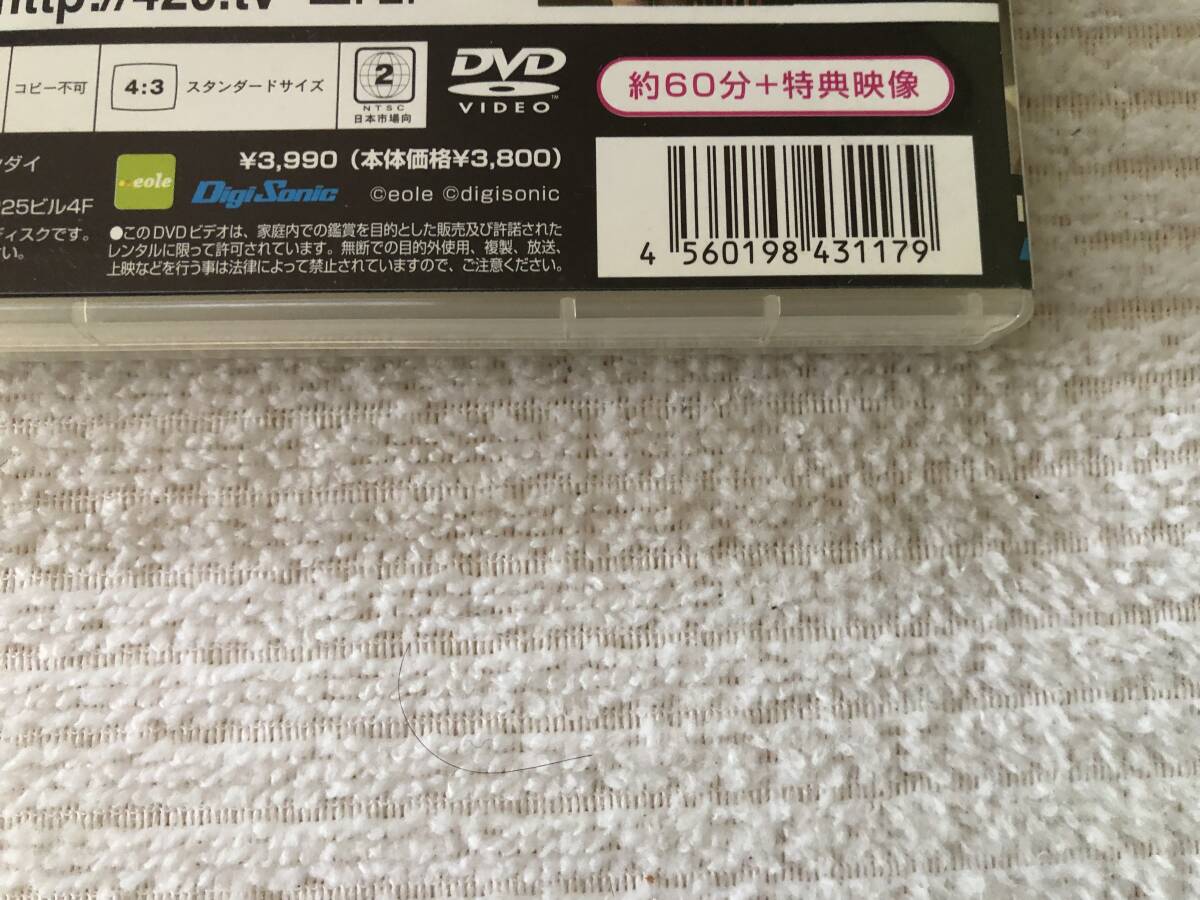 コピー不可
4:3 スタンダードサイズ
2
NTSC
日本市場向
DVD
VIDEO
約60分+特典映像
¥3,990（本体価格¥3,800）
eole
DigiSonic
©eole ©digisonic
25ビル4F
ディスクです。
●このDVDビデオは、家庭内での鑑賞を目的とした販売及び許諾された
レンタルに限って許可されています。無断での目的外使用、複製、放送、
上映などを行う事は法律によって禁止されていますので、ご注意ください。
4 560198 431179